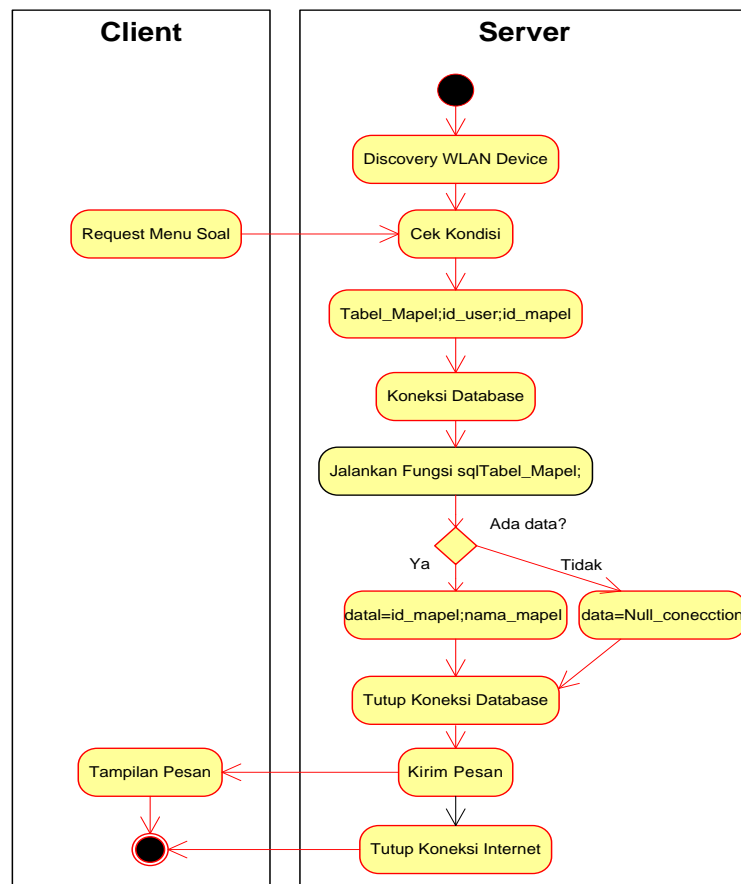 Client
Server
Discovery WLAN Device
Request Menu Soal
Cek Kondisi
Tabel_Mapel;id_user;id_mapel
Koneksi Database
Jalankan Fungsi sqlTabel_Mapel;
Ada data?
Ya
Tidak
datal=id_mapel;nama_mapel
data=Null_conecction
Tutup Koneksi Database
Tampilan Pesan
Kirim Pesan
Tutup Koneksi Internet